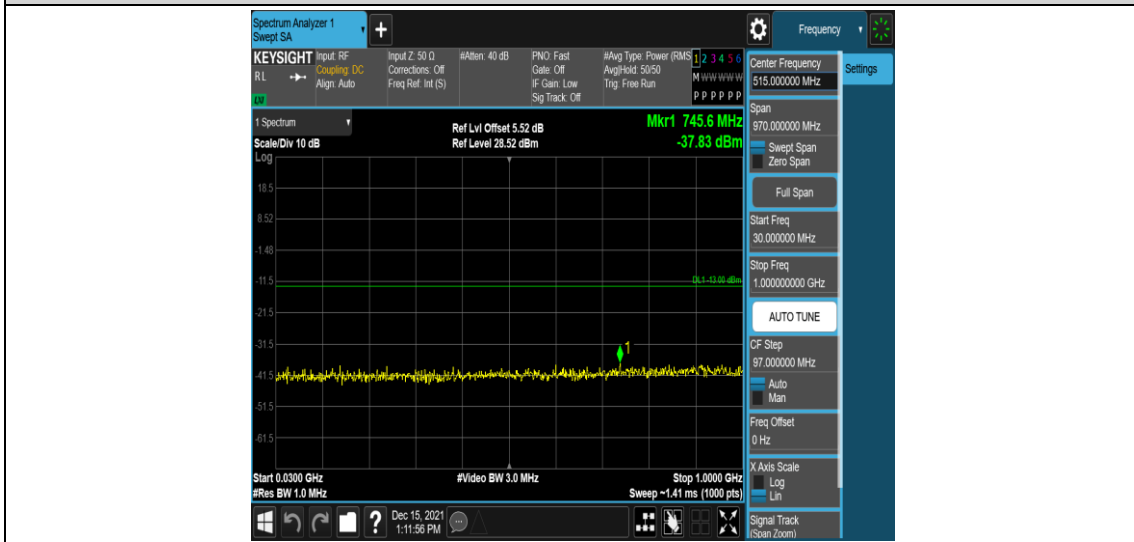 Spectrum Analyzer 1
Swept SA
+
Frequency
KEYSIGHT
RL
LXI
Input: RF
Coupling: DC
Align: Auto
Input Z: 50 Ω
Corrections: Off
Freq Ref: Int (S)
#Atten: 40 dB
PNO: Fast
Gate: Off
IF Gain: Low
Sig Track: Off
#Avg Type: Power (RMS
Avg|Hold: 50/50
Trig: Free Run
1 2 3 4 5 6
M W W W W W
P P P P P P
1 Spectrum
Scale/Div 10 dB
Log
Ref Lvl Offset 5.52 dB
Ref Level 28.52 dBm
Mkr1 745.6 MHz
-37.83 dBm
18.5
8.52
-1.48
-11.5
-21.5
-31.5
-41.5
-51.5
-61.5
DL1 -13.00 dBm
1
Start 0.0300 GHz
#Res BW 1.0 MHz
#Video BW 3.0 MHz
Stop 1.0000 GHz
Sweep ~1.41 ms (1000 pts)
?
Dec 15, 2021
1:11:56 PM
Center Frequency
515.000000 MHz
Settings
Span
970.000000 MHz
Swept Span
Zero Span
Full Span
Start Freq
30.000000 MHz
Stop Freq
1.000000000 GHz
AUTO TUNE
CF Step
97.000000 MHz
Auto
Man
Freq Offset
0 Hz
X Axis Scale
Log
Lin
Signal Track
(Span Zoom)